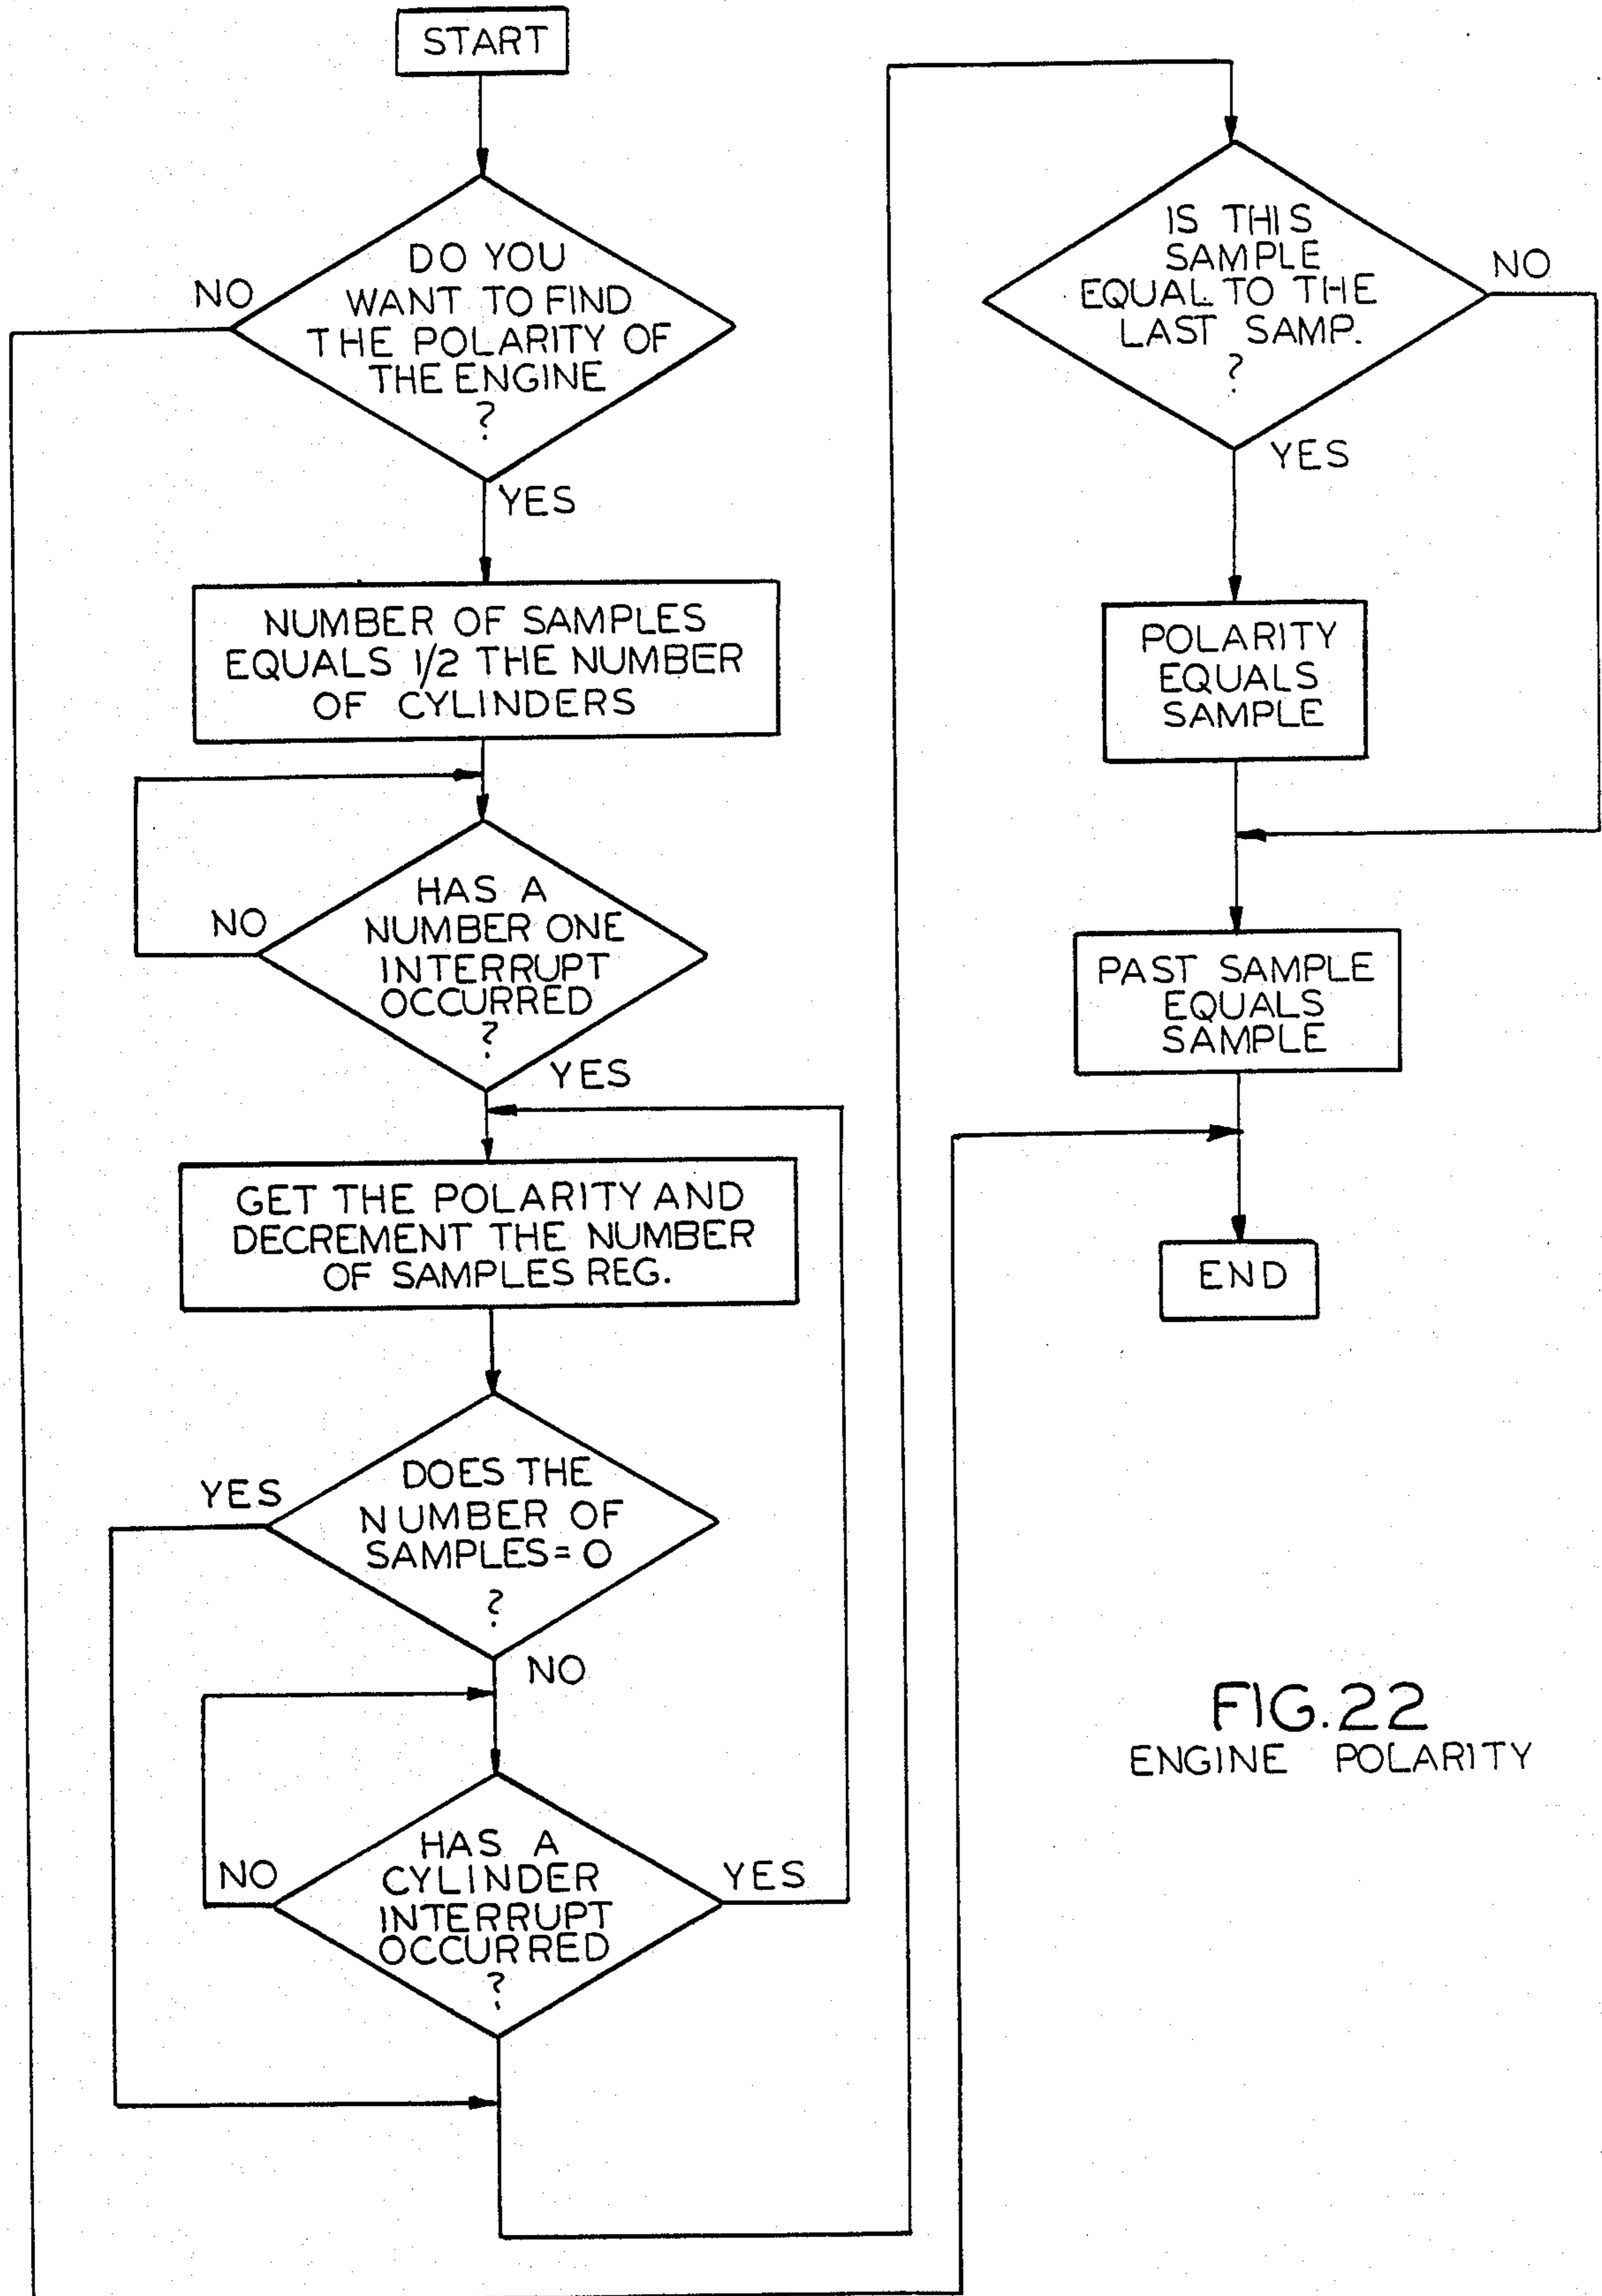 START
DO YOU
WANT TO FIND
THE POLARITY OF
THE ENGINE
?
NO
YES
NUMBER OF SAMPLES
EQUALS 1/2 THE NUMBER
OF CYLINDERS
HAS A
NUMBER ONE
INTERRUPT
OCCURRED
?
NO
YES
GET THE POLARITY AND
DECREMENT THE NUMBER
OF SAMPLES REG.
DOES THE
NUMBER OF
SAMPLES=0
?
YES
NO
HAS A
CYLINDER
INTERRUPT
OCCURRED
?
NO
YES
IS THIS
SAMPLE
EQUAL TO THE
LAST SAMP.
?
NO
YES
POLARITY
EQUALS
SAMPLE
PAST SAMPLE
EQUALS
SAMPLE
END
FIG.22
ENGINE POLARITY